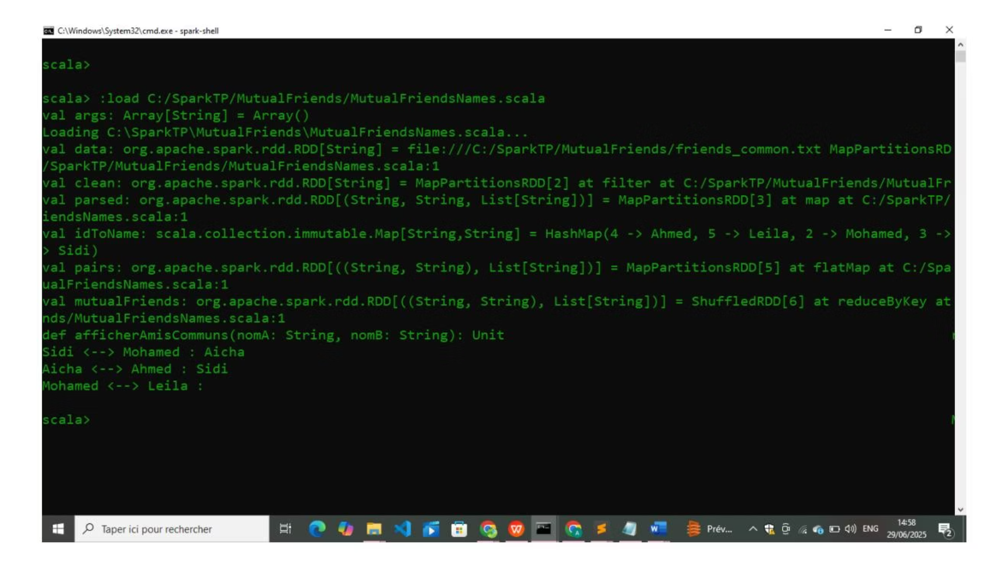 C:\Windows\System32\cmd.exe - spark-shell
scala>
scala> :load C:/SparkTP/MutualFriends/MutualFriendsNames.scala
val args: Array[String] = Array()
Loading C:\SparkTP\MutualFriends\MutualFriendsNames.scala...
val data: org.apache.spark.rdd.RDD[String] = file:///C:/SparkTP/MutualFriends/friends_common.txt MapPartitionsRD
/SparkTP/MutualFriends/MutualFriendsNames.scala:1
val clean: org.apache.spark.rdd.RDD[String] = MapPartitionsRDD[2] at filter at C:/SparkTP/MutualFriends/MutualFr
val parsed: org.apache.spark.rdd.RDD[(String, String, List[String])] = MapPartitionsRDD[3] at map at C:/SparkTP/
iendsNames.scala:1
val idToName: scala.collection.immutable.Map[String,String] = HashMap(4 -> Ahmed, 5 -> Leila, 2 -> Mohamed, 3 ->
> Sidi)
val pairs: org.apache.spark.rdd.RDD[((String, String), List[String])] = MapPartitionsRDD[5] at flatMap at C:/Spa
ualFriendsNames.scala:1
val mutualFriends: org.apache.spark.rdd.RDD[((String, String), List[String])] = ShuffledRDD[6] at reduceByKey at
nds/MutualFriendsNames.scala:1
def afficherAmisCommuns(nomA: String, nomB: String): Unit
Sidi <--> Mohamed : Aicha
Aicha <--> Ahmed : Sidi
Mohamed <--> Leila :
scala>
Taper ici pour rechercher
Prév...
ENG
14:58
29/06/2025
2